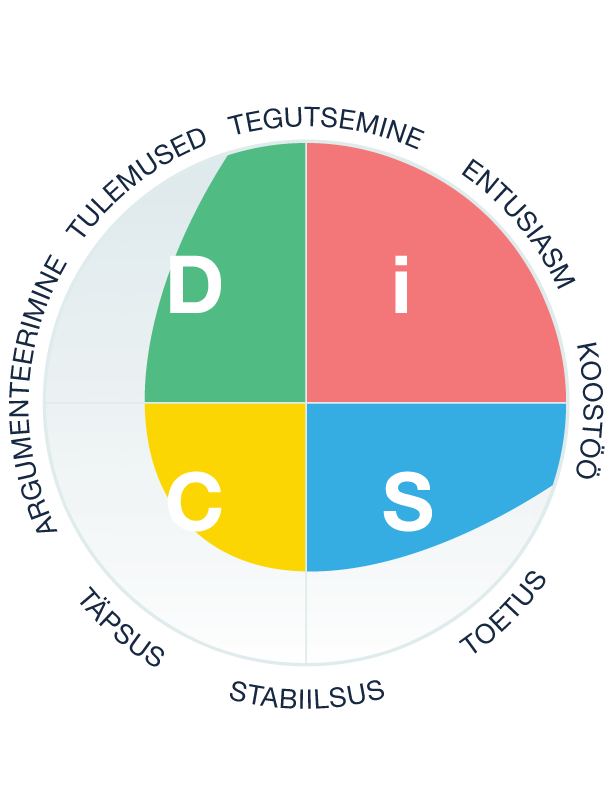 TEGUTSEMINE
ENTUSIASM
KOOSTÖÖ
TOETUS
STABIILSUS
TÄPSUS
ARGUMENTEERIMINE
TULEMUSED
D
i
C
S